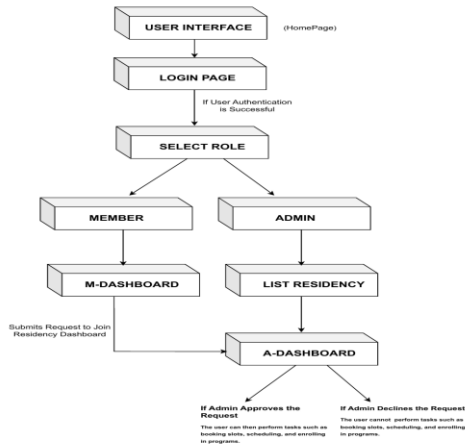 USER INTERFACE
(HomePage)
LOGIN PAGE
If User Authentication
is Successful
SELECT ROLE
MEMBER
ADMIN
M-DASHBOARD
LIST RESIDENCY
Submits Request to Join
Residency Dashboard
A-DASHBOARD
If Admin Approves the
Request
The user can then perform tasks such as
booking slots, scheduling, and enrolling
in programs.
If Admin Declines the Request
The user cannot perform tasks such as
booking slots, scheduling, and enrolling
in programs.